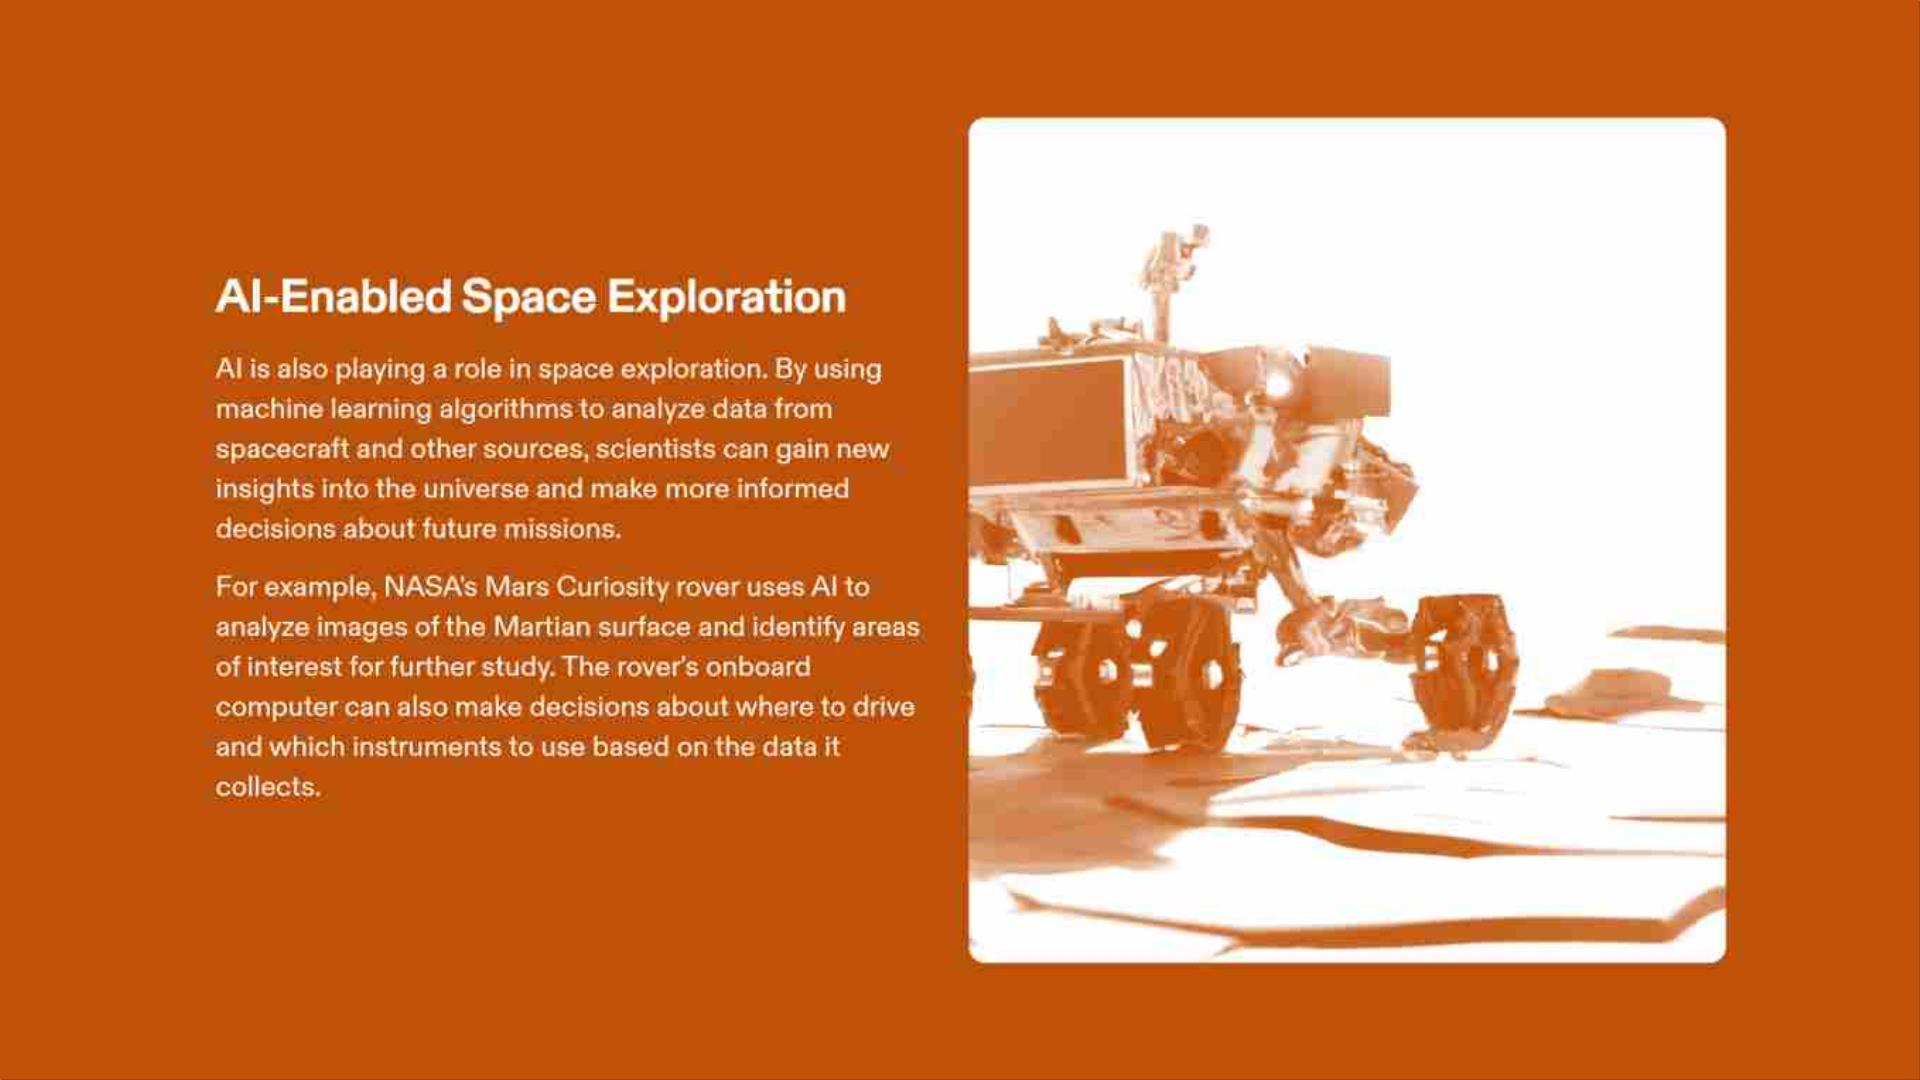 AI-Enabled Space Exploration
AI is also playing a role in space exploration. By using
machine learning algorithms to analyze data from
spacecraft and other sources, scientists can gain new
insights into the universe and make more informed
decisions about future missions.
For example, NASA's Mars Curiosity rover uses AI to
analyze images of the Martian surface and identify areas
of interest for further study. The rover's onboard
computer can also make decisions about where to drive
and which instruments to use based on the data it
collects.